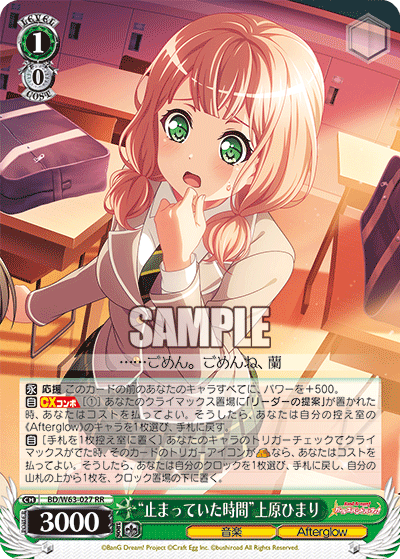 LEVEL
1
0
COST
SAMPLE
……ごめん。ごめんね、蘭
永 応援 このカードの前のあなたのキャラすべてに、パワーを+500。
自 CXコンボ [①] あなたのクライマックス置場に「リーダーの提案」が置かれた
時、あなたはコストを払ってよい。そうしたら、あなたは自分の控え室の
《Afterglow》のキャラを1枚選び、手札に戻す。
自 [手札を1枚控え室に置く] あなたのキャラのトリガーチェックでクライ
マックスがでた時、そのカードのトリガーアイコンが なら、あなたはコスト
を払ってよい。そうしたら、あなたは自分のクロックを1枚選び、手札に戻し、自分の
山札の上から1枚を、クロック置場の下に置く。
CH BD/W63-027 RR
3000
“止まっていた時間”上原ひまり
音楽
Afterglow
©BanG Dream! Project ©Craft Egg Inc. ©bushiroad All Rights Reserved.